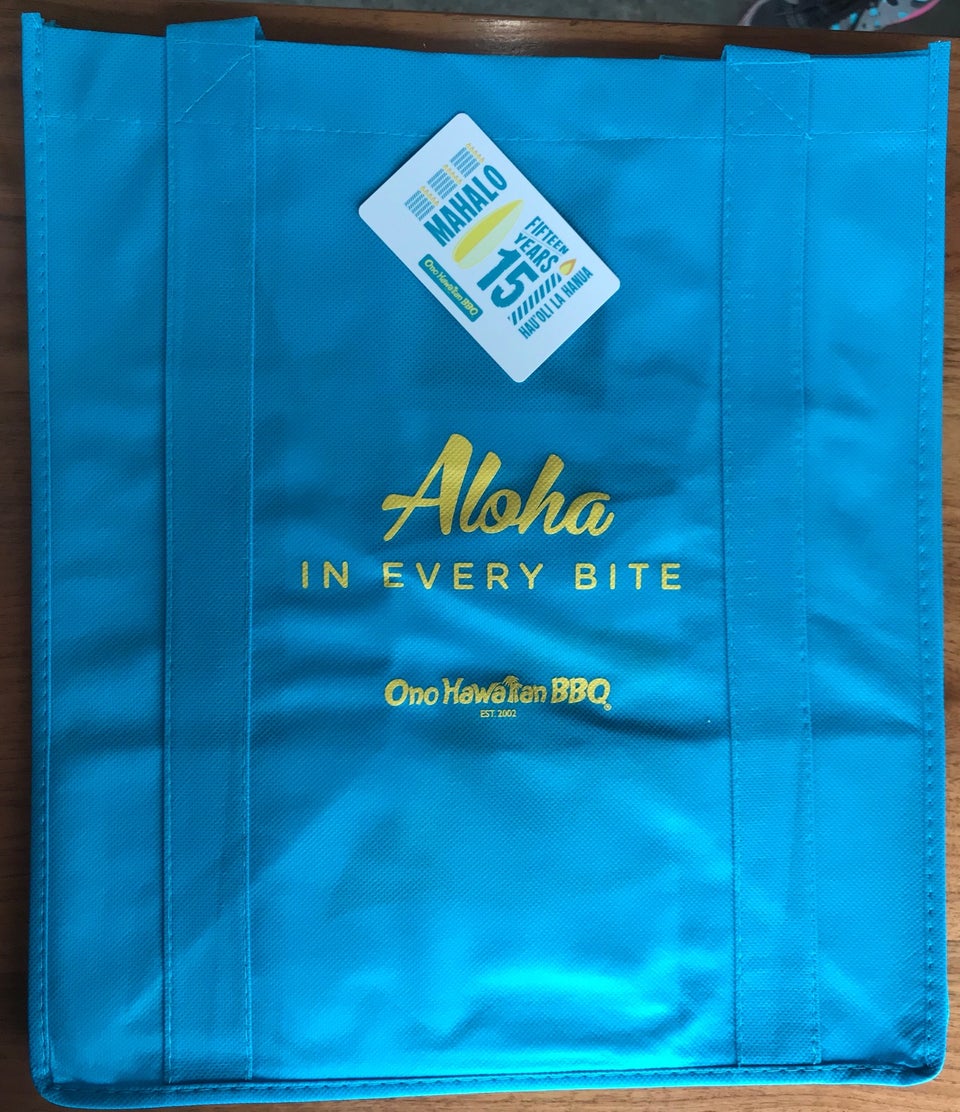 MAHALO
FIFTEEN
YEARS
15
HAU'OLI LA HANUA
Ono Hawaiian BBQ
Aloha
IN EVERY BITE
Ono Hawaiian BBQ®
EST. 2002